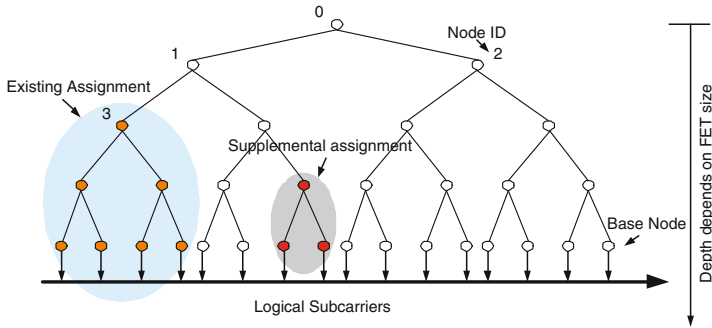 0
Node ID
1
2
Existing Assignment
3
Supplemental assignment
Base Node
Depth depends on FET size
Logical Subcarriers